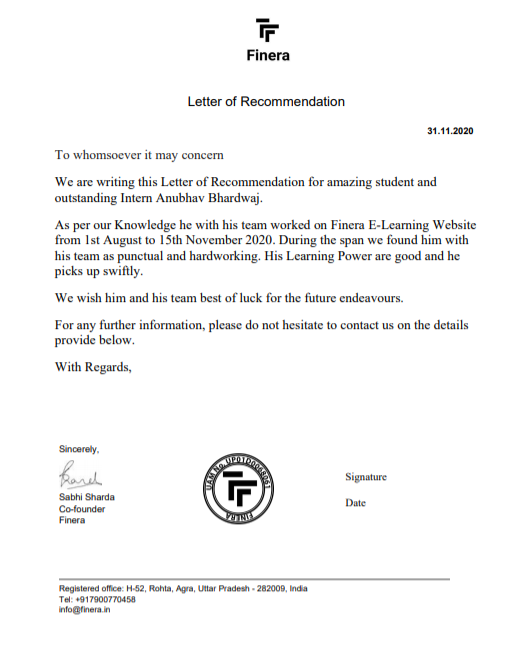 Finera
Letter of Recommendation
31.11.2020
To whomsoever it may concern
We are writing this Letter of Recommendation for amazing student and
outstanding Intern Anubhav Bhardwaj.
As per our Knowledge he with his team worked on Finera E-Learning Website
from 1st August to 15th November 2020. During the span we found him with
his team as punctual and hardworking. His Learning Power are good and he
picks up swiftly.
We wish him and his team best of luck for the future endeavours.
For any further information, please do not hesitate to contact us on the details
provide below.
With Regards,
Sincerely,
Sabhi Sharda
Co-founder
Finera
UAM No. 
FINERA
Signature
Date
Registered office: H-52, Rohta, Agra, Uttar Pradesh - 282009, India
Tel: +917900770458
info@finera.in